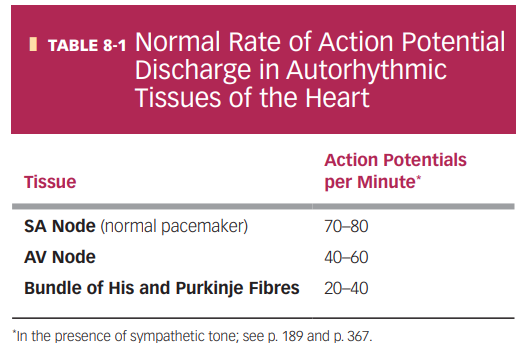 TABLE 8-1 Normal Rate of Action Potential
Discharge in Autorhythmic
Tissues of the Heart
Action Potentials
Tissue per Minute*
SA Node (normal pacemaker) 70–80
AV Node 40–60
Bundle of His and Purkinje Fibres 20–40
*In the presence of sympathetic tone; see p. 189 and p. 367.